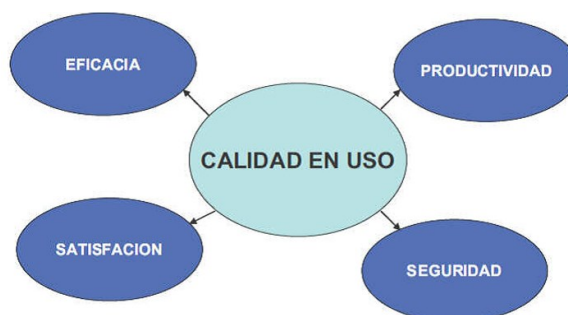 EFICACIA
PRODUCTIVIDAD
CALIDAD EN USO
SATISFACION
SEGURIDAD